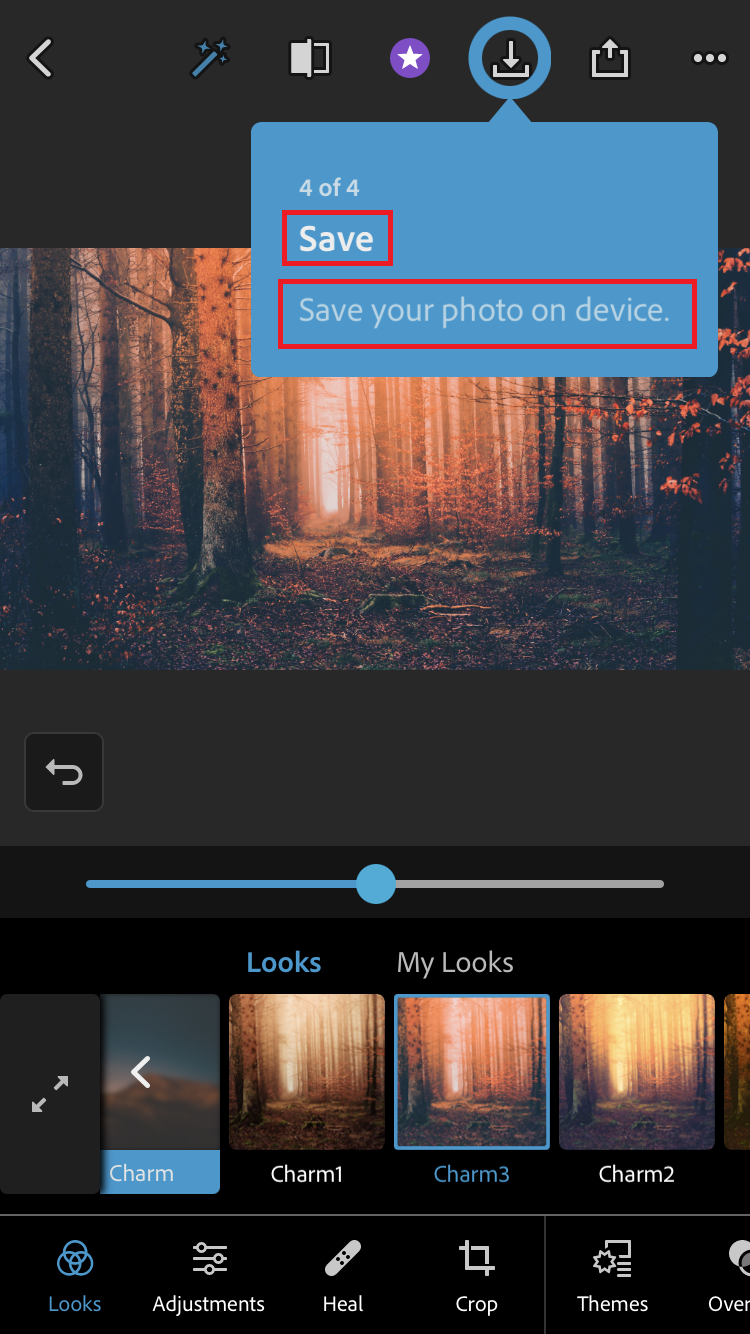 4 of 4
Save
Save your photo on device.
Looks My Looks
Charm Charm1 Charm3 Charm2
Looks Adjustments Heal Crop Themes Over